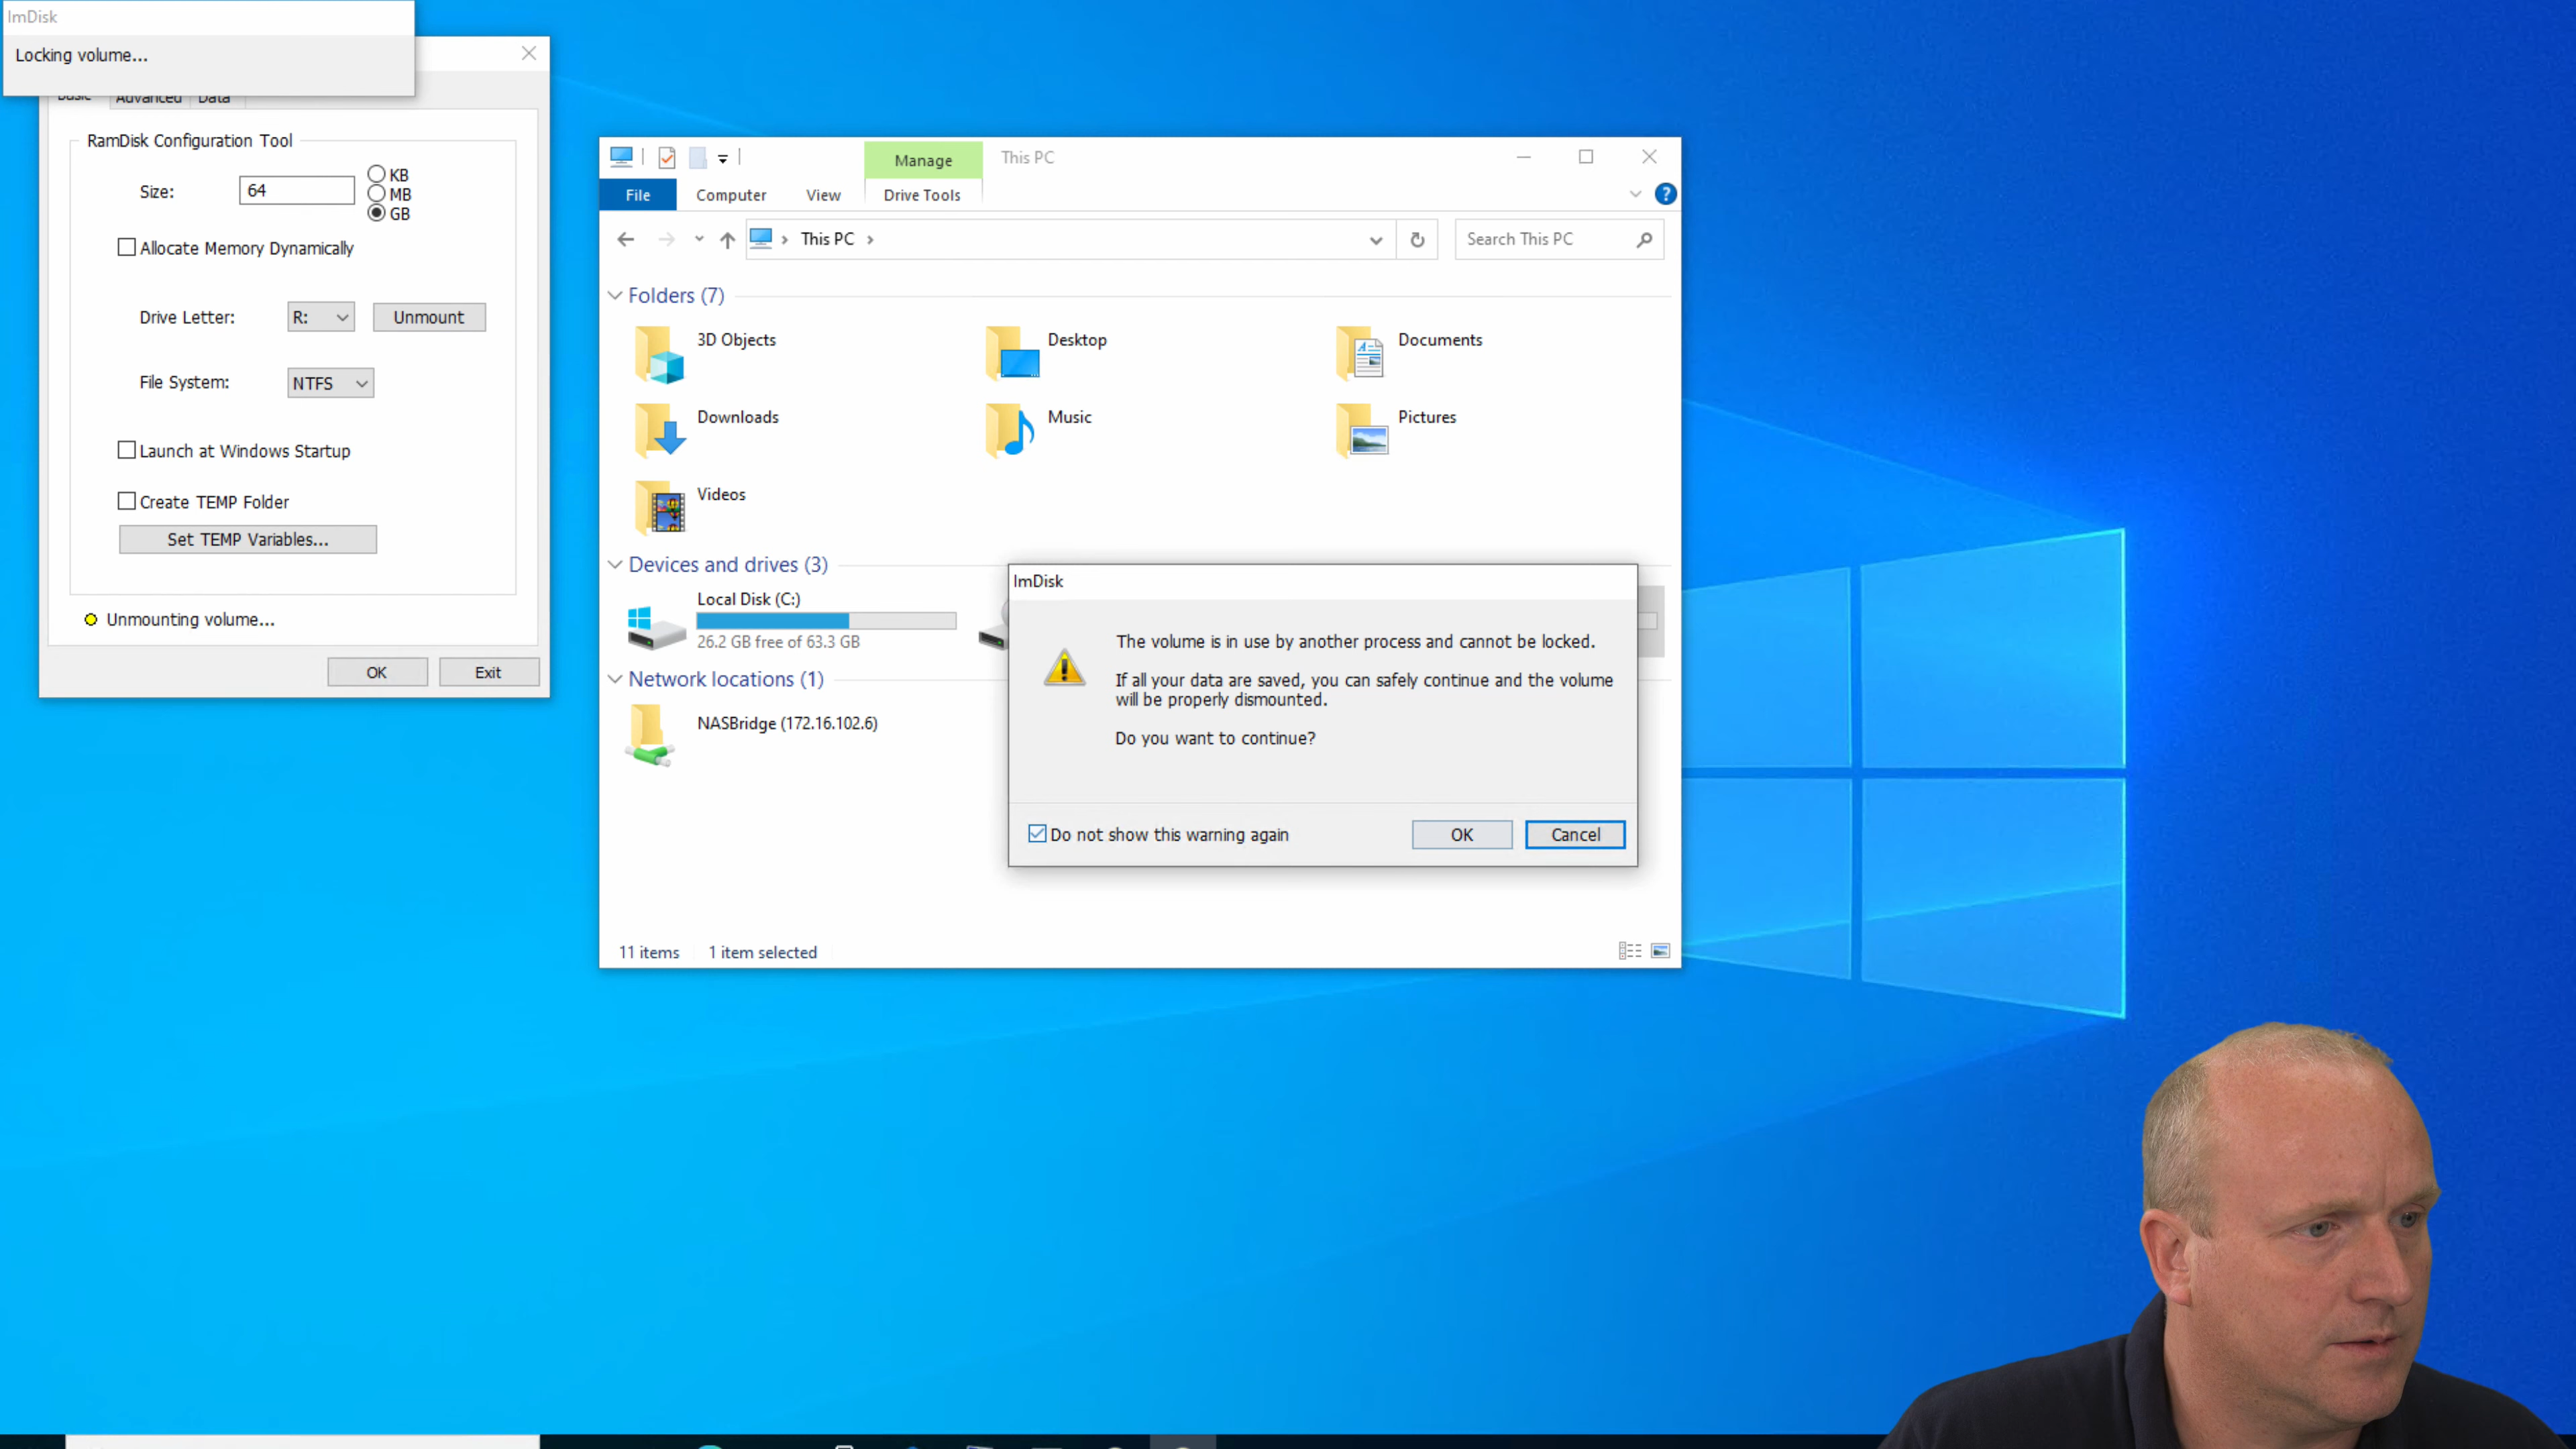 ImDisk
Locking volume...
Basic Advanced Data
RamDisk Configuration Tool
Size: 64
KB
MB
GB
Allocate Memory Dynamically
Drive Letter: R: Unmount
File System: NTFS
Launch at Windows Startup
Create TEMP Folder
Set TEMP Variables...
Unmounting volume...
OK Exit
Manage This PC
File Computer View Drive Tools
This PC
Search This PC
Folders (7)
3D Objects Desktop Documents
Downloads Music Pictures
Videos
Devices and drives (3)
Local Disk (C:)
26.2 GB free of 63.3 GB
Network locations (1)
NASBridge (172.16.102.6)
11 items 1 item selected
ImDisk
The volume is in use by another process and cannot be locked.
If all your data are saved, you can safely continue and the volume
will be properly dismounted.
Do you want to continue?
Do not show this warning again OK Cancel